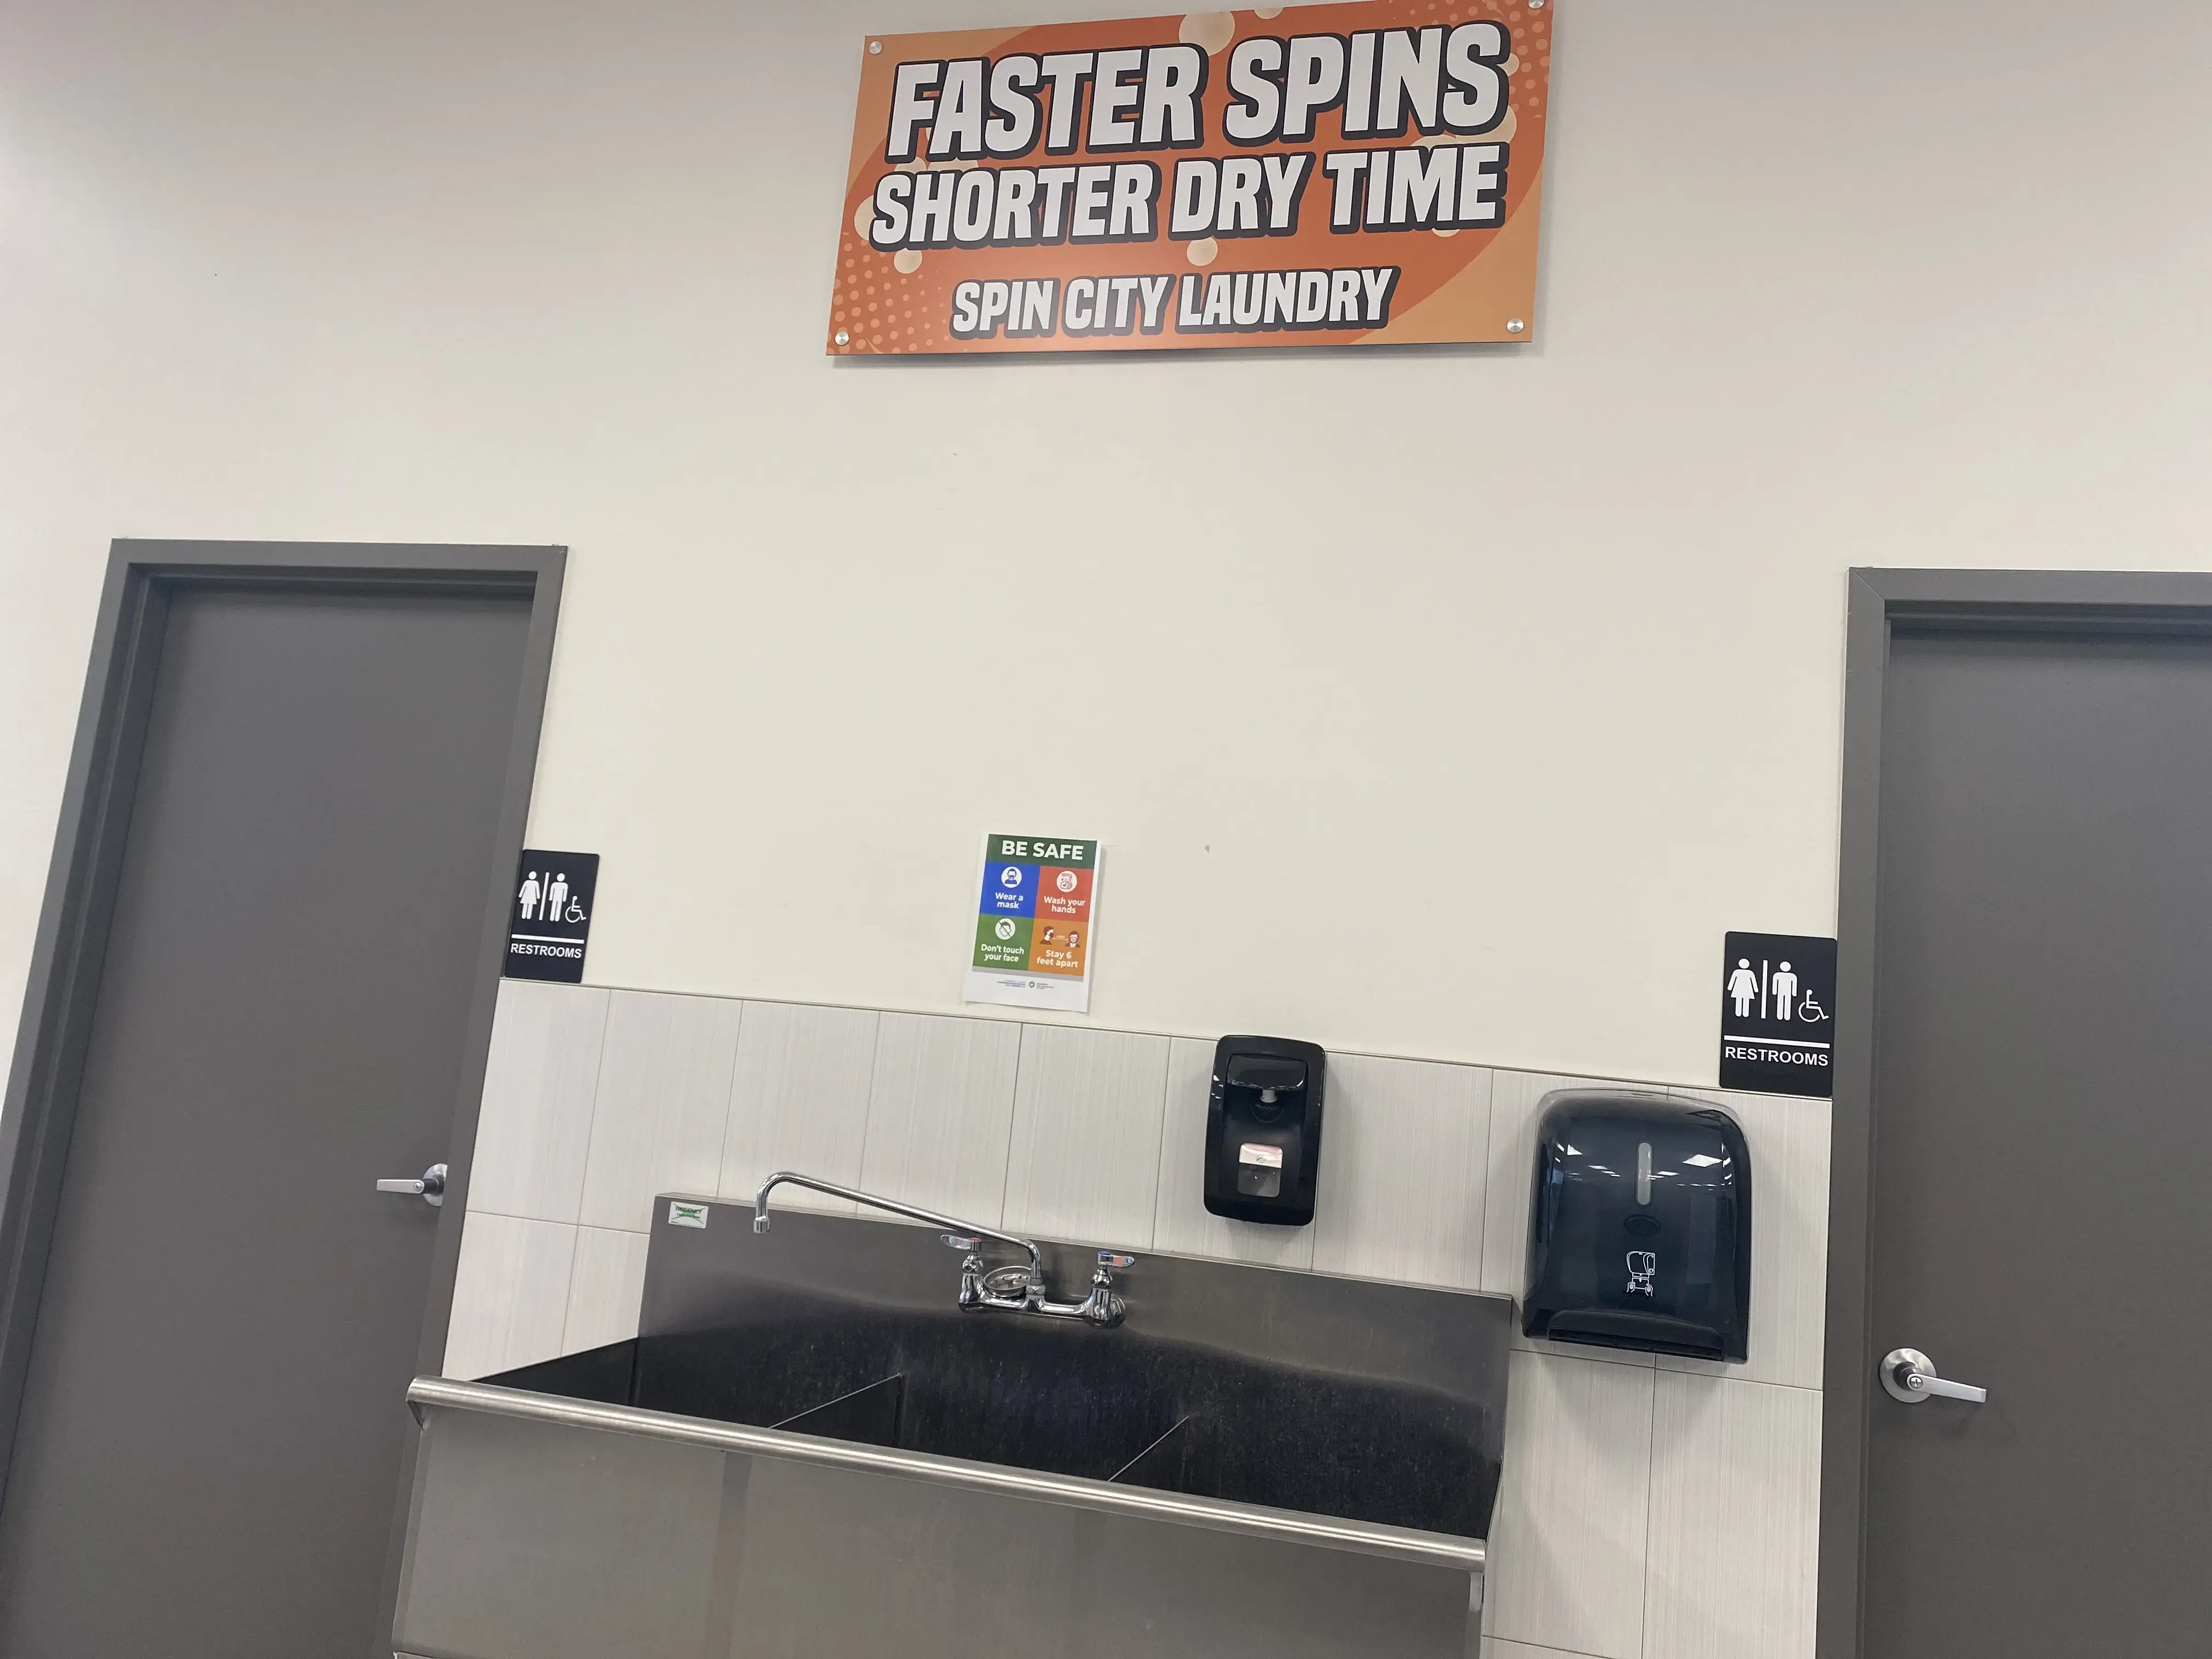 FASTER SPINS
SHORTER DRY TIME
SPIN CITY LAUNDRY
BE SAFE
Wear a
mask
Wash your
hands
Don't touch
your face
Stay 6
feet apart
RESTROOMS
RESTROOMS
REGENCY